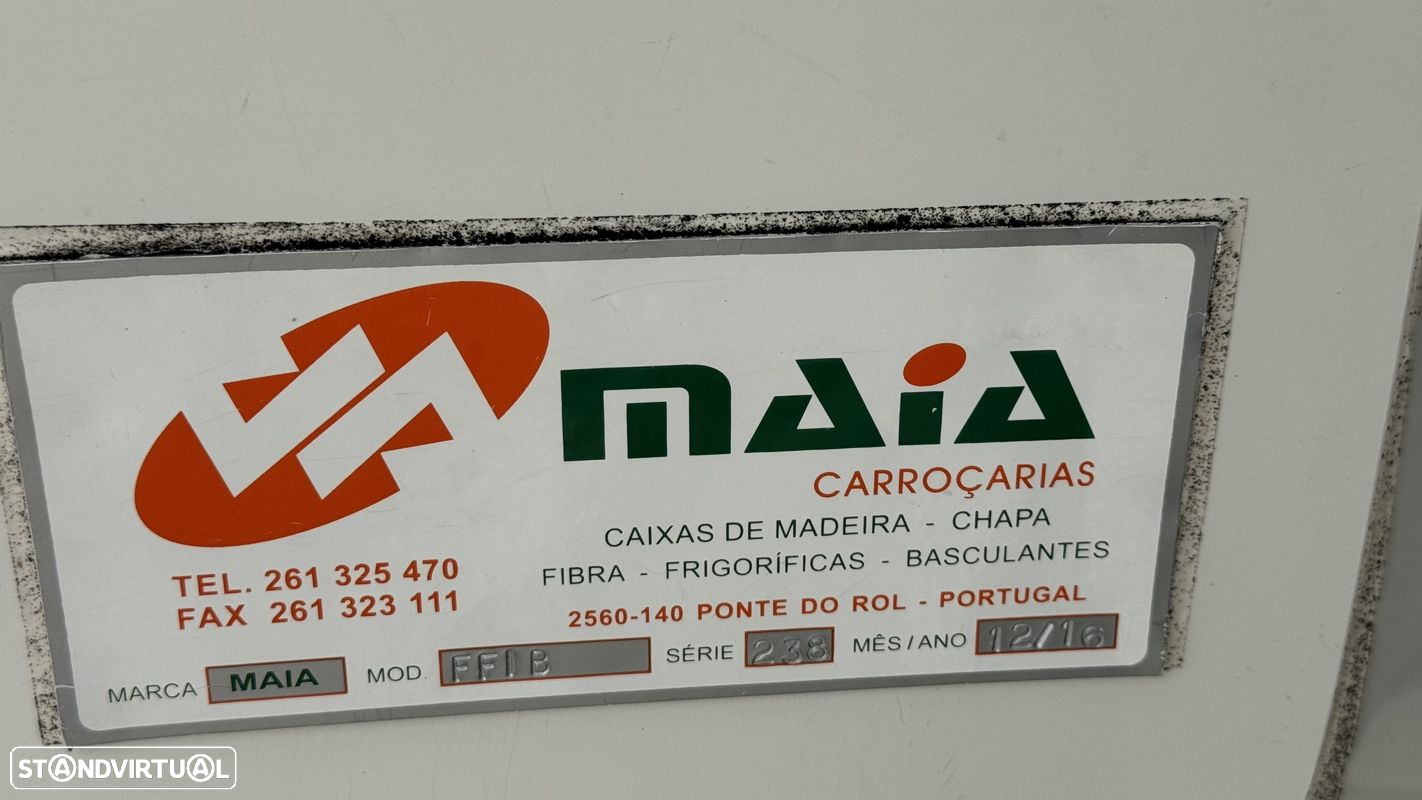 MAIA
CARROÇARIAS
CAIXAS DE MADEIRA - CHAPA
FIBRA - FRIGORÍFICAS - BASCULANTES
TEL. 261 325 470
FAX 261 323 111
2560-140 PONTE DO ROL - PORTUGAL
MARCA MAIA MOD. FFIB SÉRIE 238 MÊS/ANO 12/16
STANDVIRTUAL